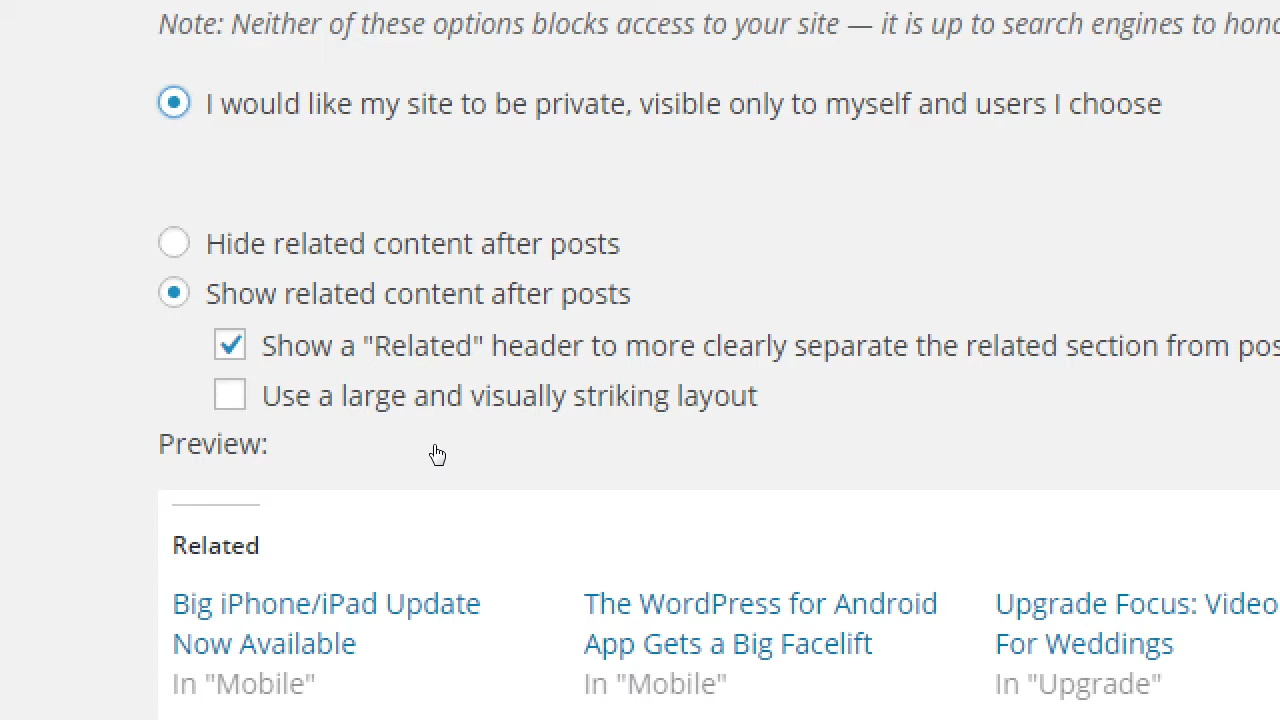 Note: Neither of these options blocks access to your site — it is up to search engines to
I would like my site to be private, visible only to myself and users I choose
Hide related content after posts
Show related content after posts
Show a "Related" header to more clearly separate the related section from
Use a large and visually striking layout
Preview:
Related
Big iPhone/iPad Update Now Available
In "Mobile"
The WordPress for Android App Gets a Big Facelift
In "Mobile"
Upgrade Focus: Video For Weddings
In "Upgrade"